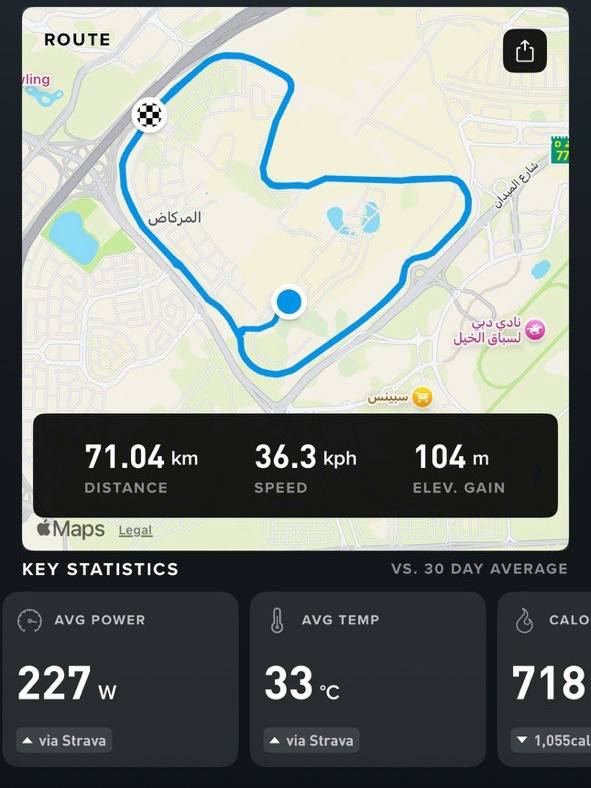 ROUTE
D
77
شارع الميدان
المركاض
نادي دبي
لسباق الخيل
سبينس
71.04 km
36.3 kph
104 m
DISTANCE
SPEED
ELEV. GAIN
Maps
Legal
KEY STATISTICS
VS. 30 DAY AVERAGE
AVG POWER
AVG TEMP
CALO
227 W
33 °C
718
via Strava
via Strava
1,055cal